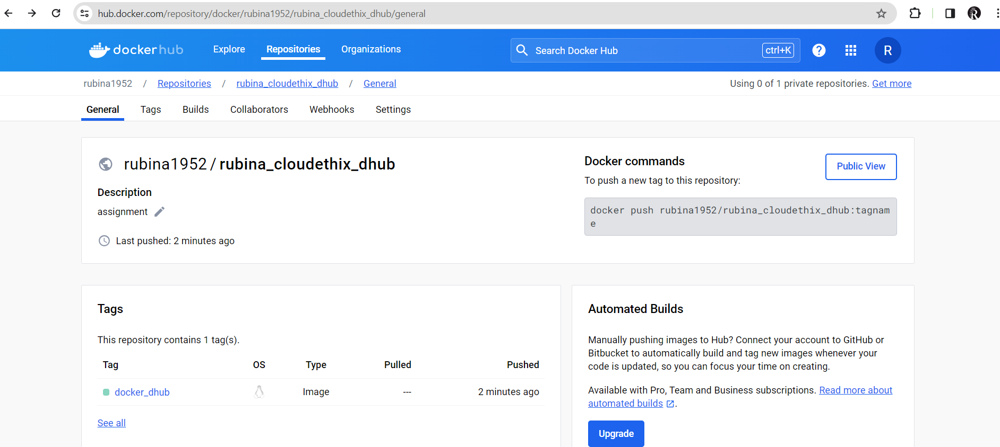 hub.docker.com/repository/docker/rubina1952/rubina_cloudethix_dhub/general
R
dockerhub
Explore
Repositories
Organizations
Search Docker Hub
ctrl+K
?
R
rubina1952 / Repositories / rubina_cloudethix_dhub / General
Using 0 of 1 private repositories. Get more
General
Tags
Builds
Collaborators
Webhooks
Settings
rubina1952 / rubina_cloudethix_dhub
Description
assignment
Last pushed: 2 minutes ago
Docker commands
Public View
To push a new tag to this repository:
docker push rubina1952/rubina_cloudethix_dhub:tagnam
e
Tags
This repository contains 1 tag(s).
Tag OS Type Pulled Pushed
docker_dhub Image --- 2 minutes ago
See all
Automated Builds
Manually pushing images to Hub? Connect your account to GitHub or
Bitbucket to automatically build and tag new images whenever your
code is updated, so you can focus your time on creating.
Available with Pro, Team and Business subscriptions. Read more about
automated builds .
Upgrade